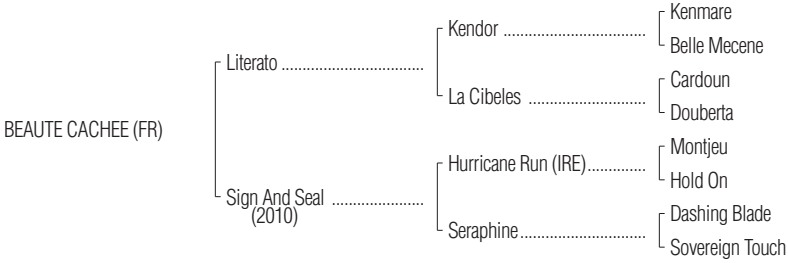 Kenmare
Kendor ..................................
Belle Mecene
Literato ..................................
Cardoun
La Cibeles ............................
Douberta
BEAUTE CACHEE (FR)
Montjeu
Hurricane Run (IRE)..............
Hold On
Sign And Seal ......................
(2010)
Dashing Blade
Seraphine..............................
Sovereign Touch